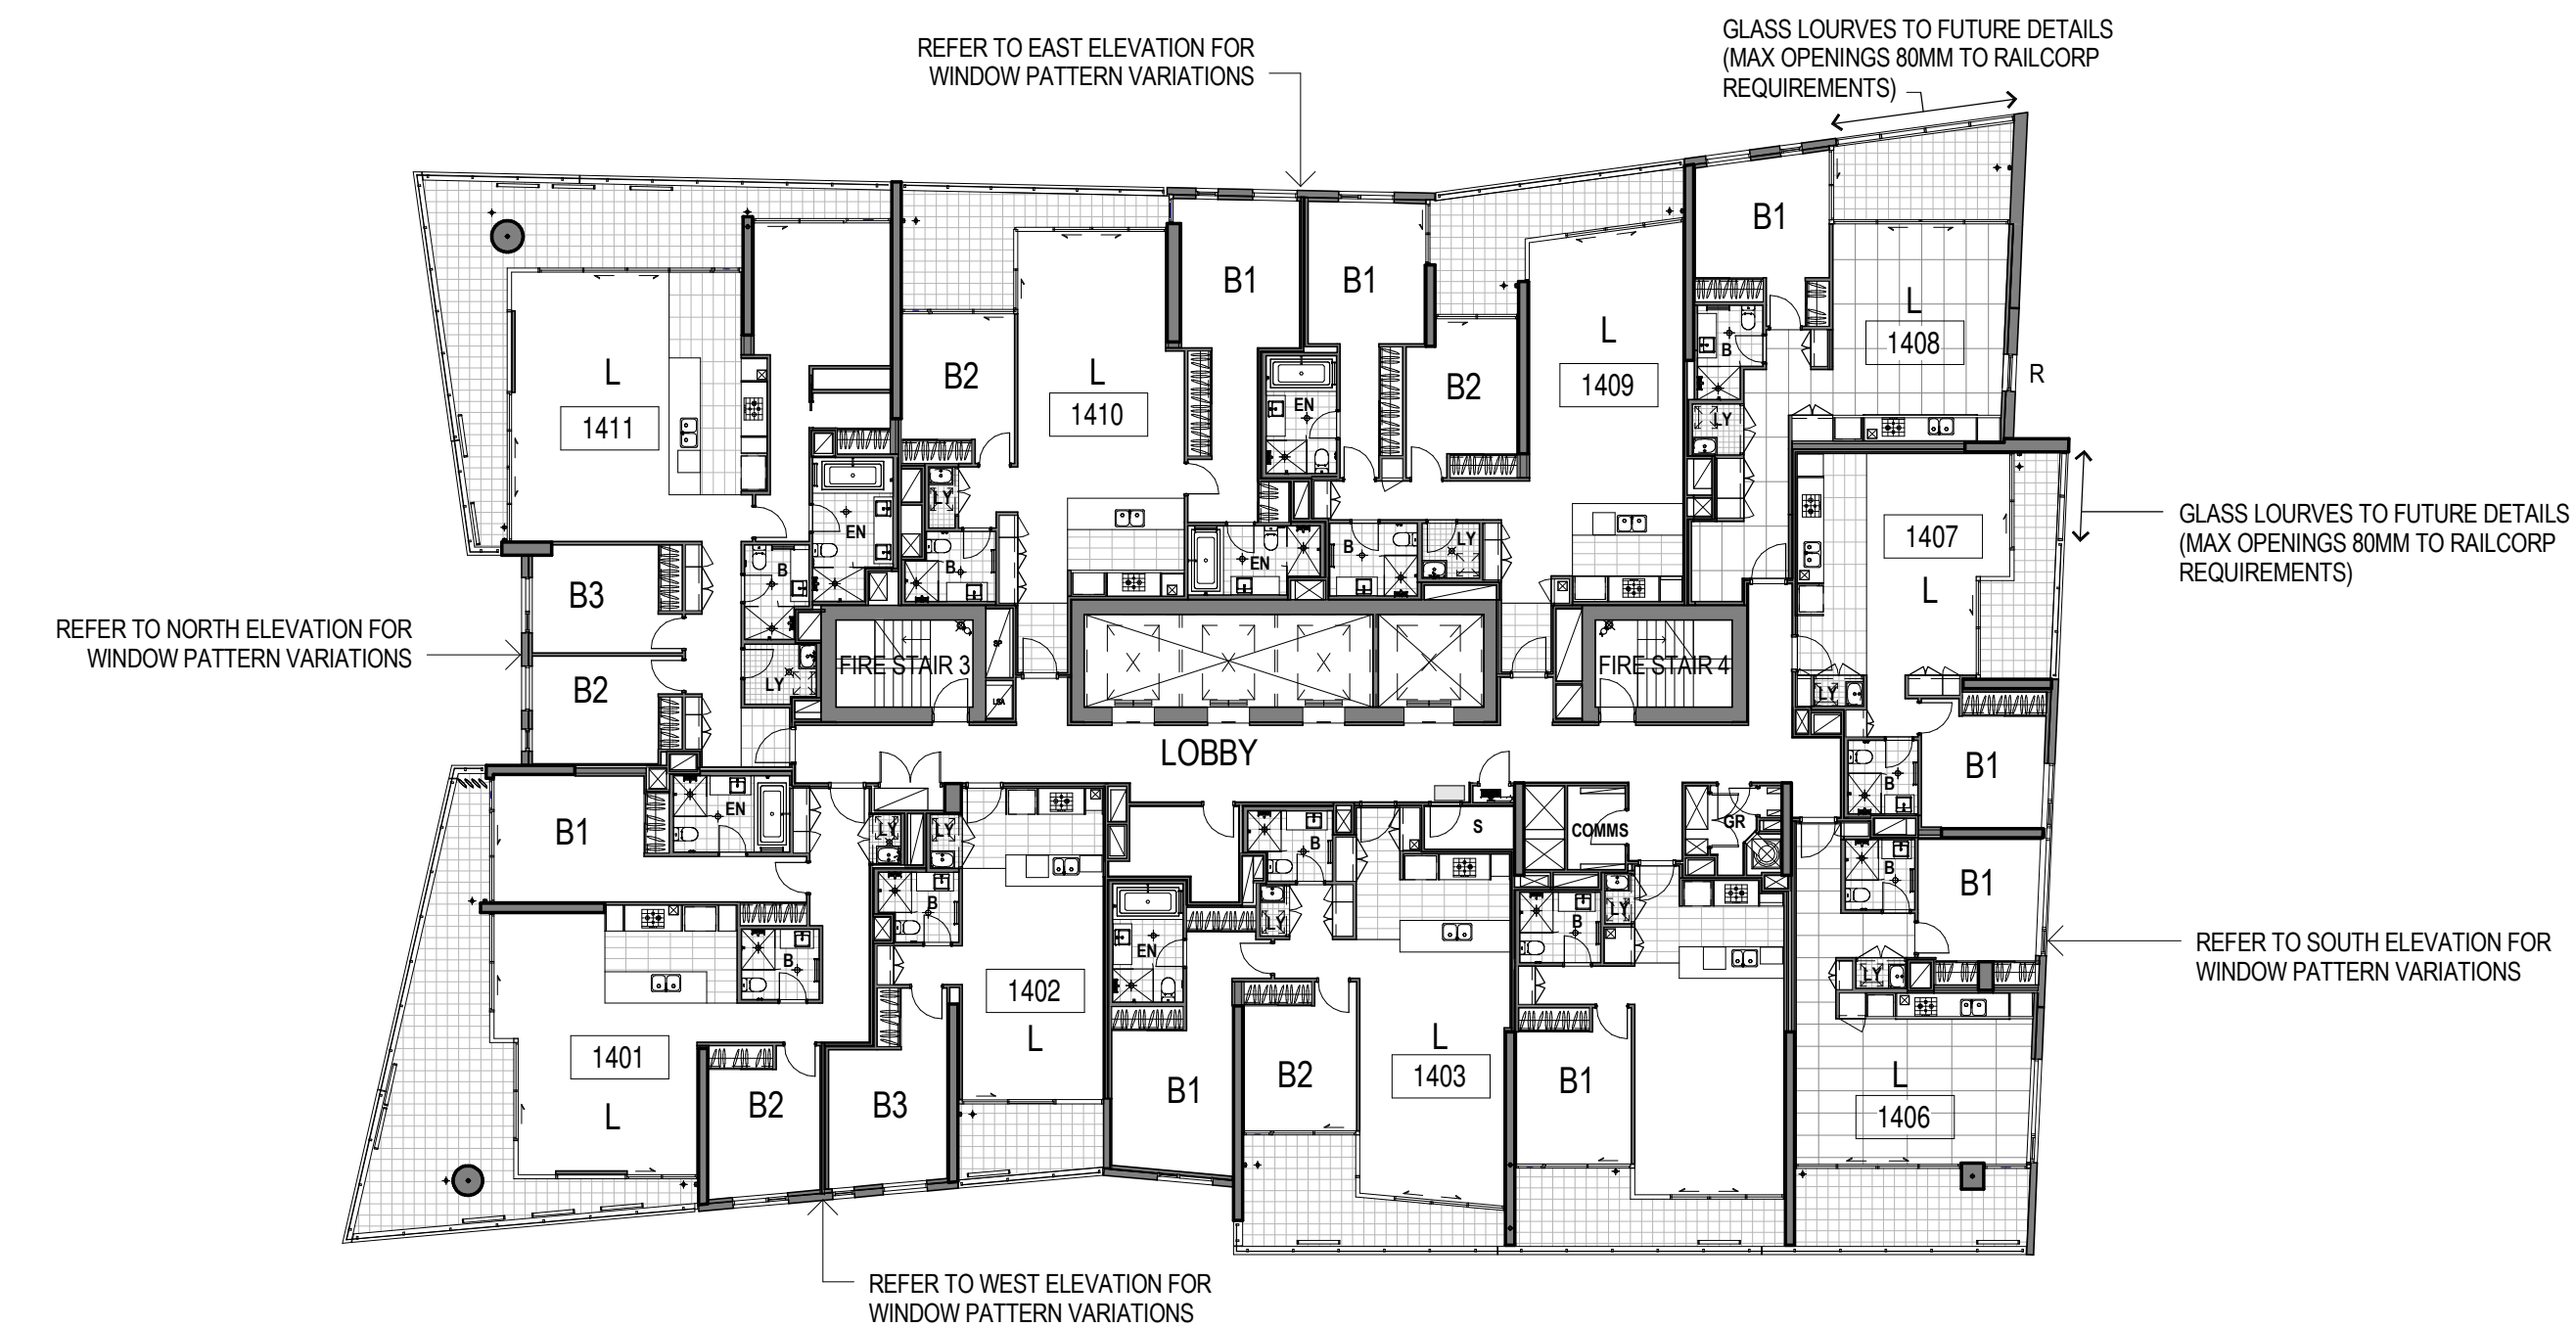 GLASS LOURVES TO FUTURE DETAILS
(MAX OPENINGS 80MM TO RAILCORP
REQUIREMENTS)
REFER TO EAST ELEVATION FOR
WINDOW PATTERN VARIATIONS
B1
B1
B1
L
1408
R
L
1409
B2
L
1410
B2
L
1411
B
EN
LY
LY
EN
B
EN
B
LY
B
1407
L
GLASS LOURVES TO FUTURE DETAILS
(MAX OPENINGS 80MM TO RAILCORP
REQUIREMENTS)
B3
REFER TO NORTH ELEVATION FOR
WINDOW PATTERN VARIATIONS
B2
LY
FIRE STAIR 3
SP
LSA
FIRE STAIR 4
LY
LOBBY
B
B1
B1
EN
LY
LY
B
S
COMMS
GR
B
B1
B
LY
B
LY
B
EN
LY
REFER TO SOUTH ELEVATION FOR
WINDOW PATTERN VARIATIONS
1402
L
1401
L
B2
B3
B1
B2
L
1403
B1
L
1406
REFER TO WEST ELEVATION FOR
WINDOW PATTERN VARIATIONS